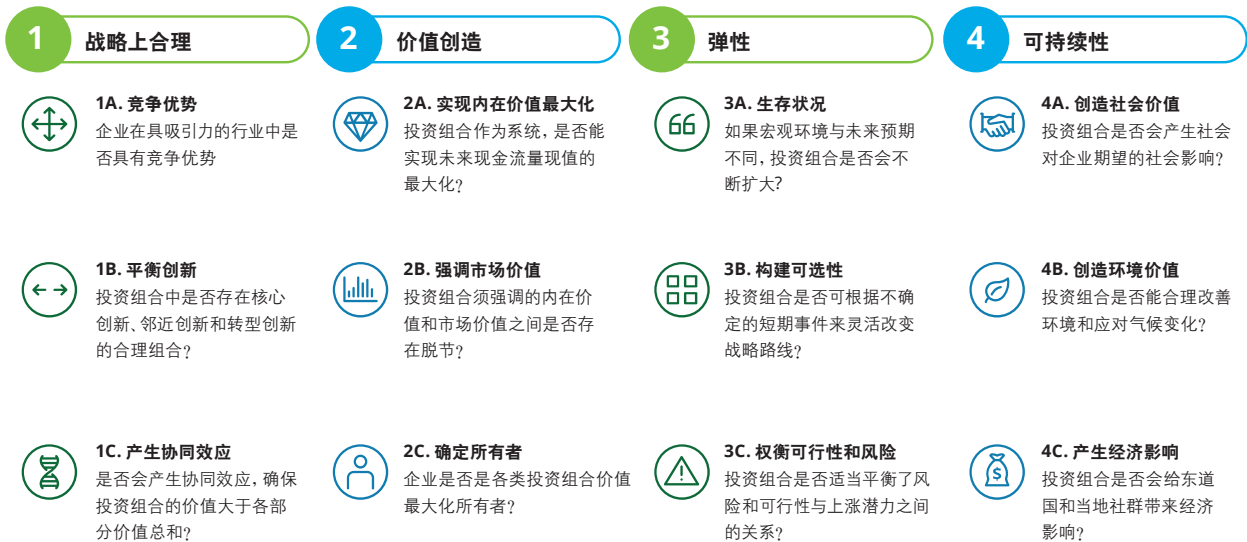 1
战略上合理
1A. 竞争优势
企业在具吸引力的行业中是
否具有竞争优势
1B. 平衡创新
投资组合中是否存在核心
创新、邻近创新和转型创新
的合理组合？
1C. 产生协同效应
是否会产生协同效应，确保
投资组合的价值大于各部
分价值总和？
2
价值创造
2A. 实现内在价值最大化
投资组合作为系统，是否能
实现未来现金流量现值的
最大化？
2B. 强调市场价值
投资组合须强调的内在价
值和市场价值之间是否存
在脱节？
2C. 确定所有者
企业是否是各类投资组合价值
最大化所有者？
3
弹性
3A. 生存状况
如果宏观环境与未来预期
不同，投资组合是否会不
断扩大？
3B. 构建可选性
投资组合是否可根据不确
定的短期事件来灵活改变
战略路线？
3C. 权衡可行性和风险
投资组合是否适当平衡了风
险和可行性与上涨潜力之间
的关系？
4
可持续性
4A. 创造社会价值
投资组合是否会产生社会
对企业期望的社会影响？
4B. 创造环境价值
投资组合是否能合理改善
环境和应对气候变化？
4C. 产生经济影响
投资组合是否会给东道
国和当地社群带来经济
影响？